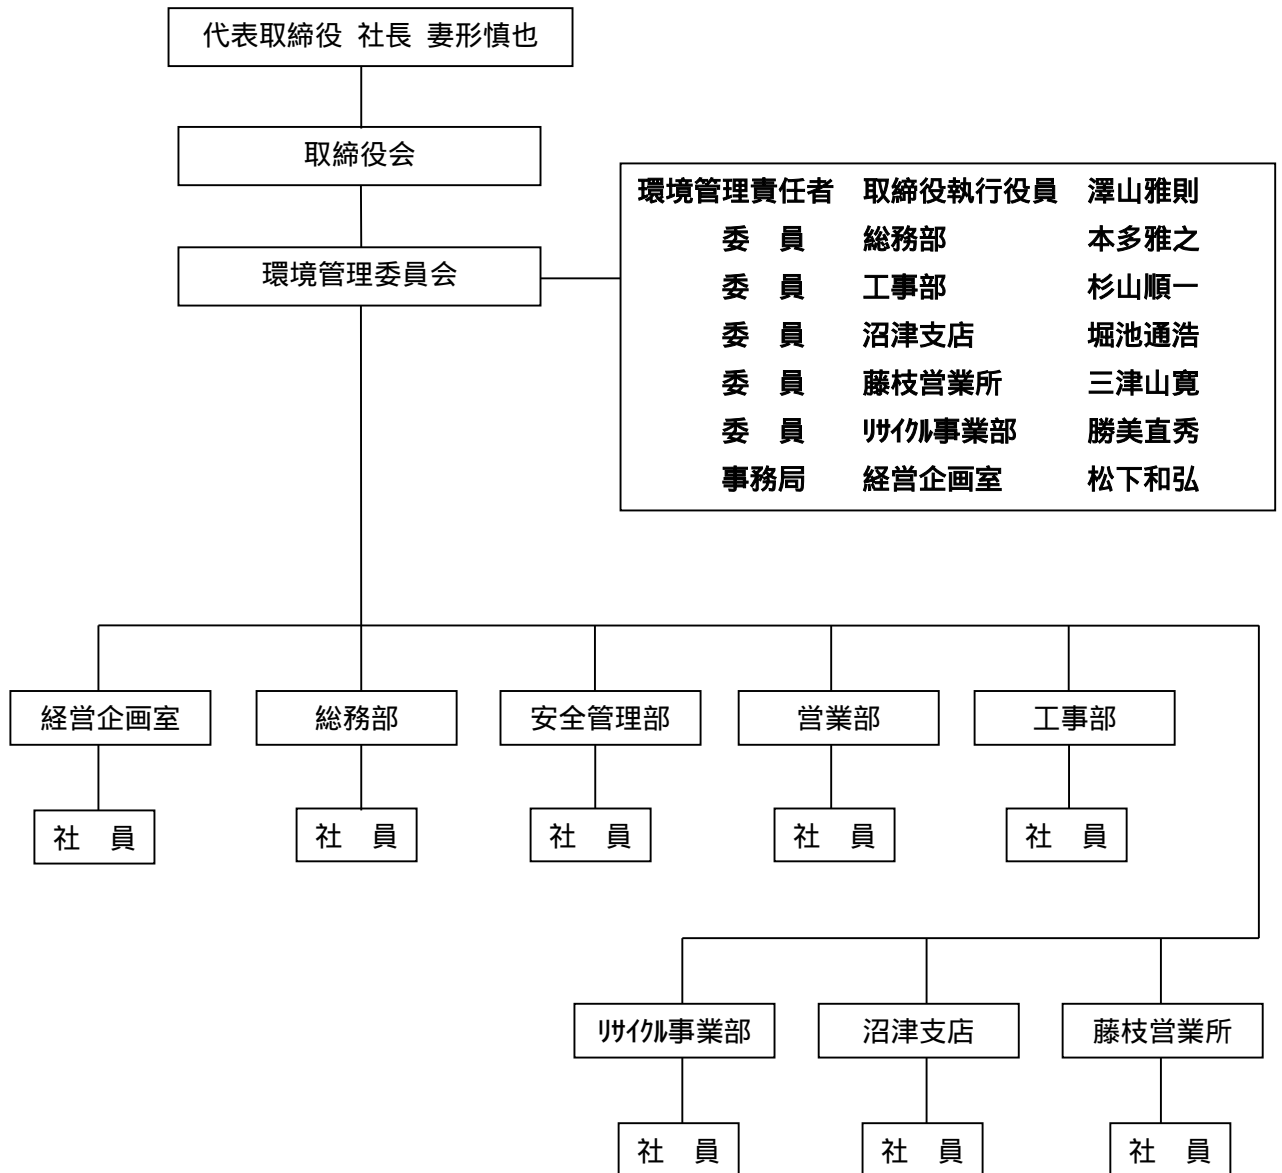 代表取締役 社長 妻形慎也
取締役会
環境管理委員会
環境管理責任者 取締役執行役員 澤山雅則
委 員 総務部 本多雅之
委 員 工事部 杉山順一
委 員 沼津支店 堀池通浩
委 員 藤枝営業所 三津山寛
委 員 ﾘｻｲｸﾙ事業部 勝美直秀
事務局 経営企画室 松下和弘
経営企画室 総務部 安全管理部 営業部 工事部
社 員 社 員 社 員 社 員 社 員
ﾘｻｲｸﾙ事業部 沼津支店 藤枝営業所
社 員 社 員 社 員